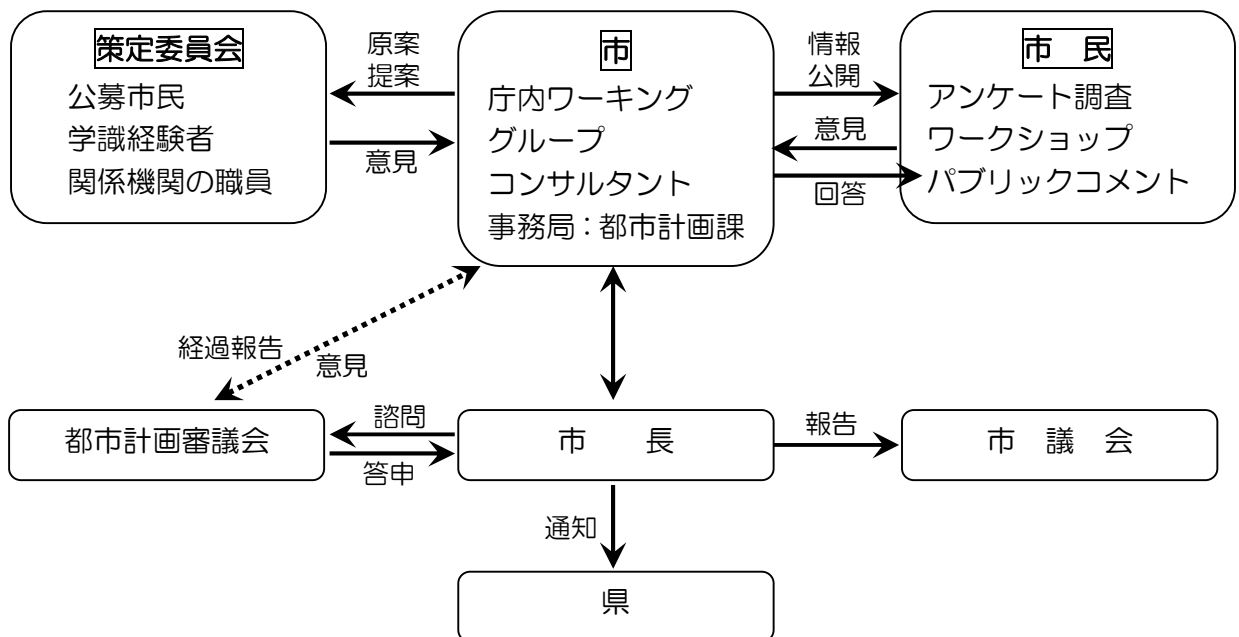 策定委員会
公募市民
学識経験者
関係機関の職員
原案
提案
意見
市
庁内ワーキング
グループ
コンサルタント
事務局:都市計画課
情報
公開
意見
回答
市　民
アンケート調査
ワークショップ
パブリックコメント
経過報告
意見
都市計画審議会
諮問
答申
市　　長
報告
市　議　会
通知
県